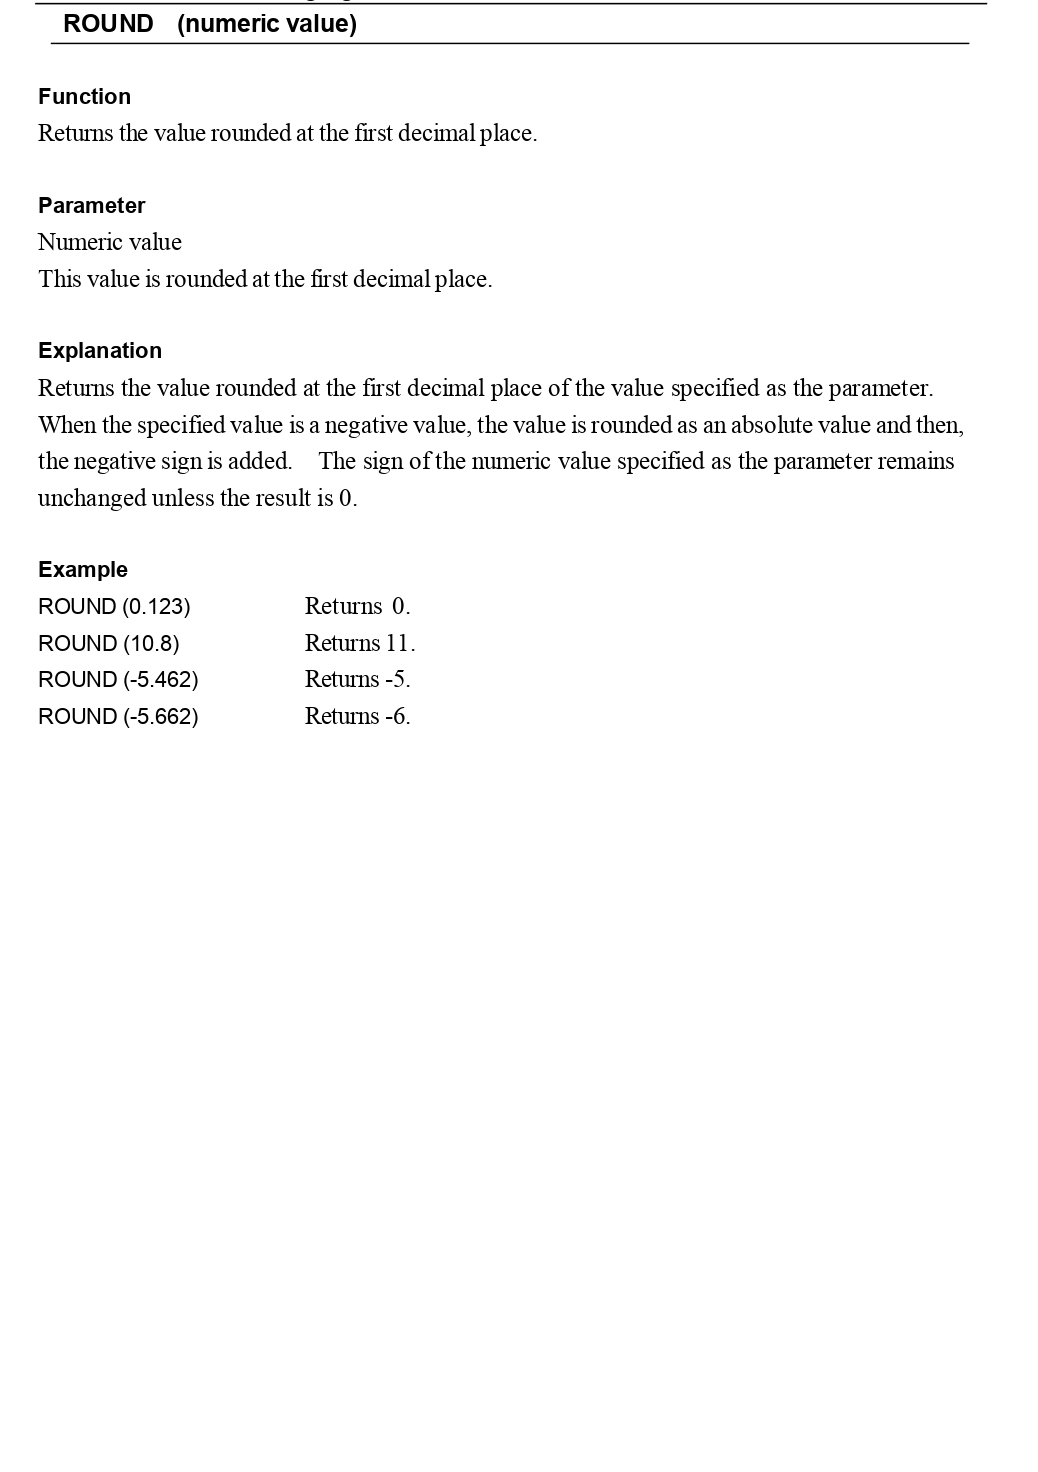 ROUND (numeric value)
Function
Returns the value rounded at the first decimal place.
Parameter
Numeric value
This value is rounded at the first decimal place.
Explanation
Returns the value rounded at the first decimal place of the value specified as the parameter.
When the specified value is a negative value, the value is rounded as an absolute value and then,
the negative sign is added. The sign of the numeric value specified as the parameter remains
unchanged unless the result is 0.
Example
ROUND (0.123) Returns 0.
ROUND (10.8) Returns 11.
ROUND (-5.462) Returns -5.
ROUND (-5.662) Returns -6.